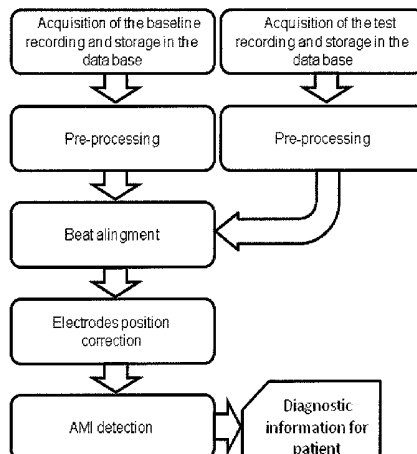 Acquisition of the baseline
recording and storage in the
data base
Acquisition of the test
recording and storage in the
data base
Pre-processing
Pre-processing
Beat alingment
Electrodes position
correction
AMI detection
Diagnostic
information for
patient